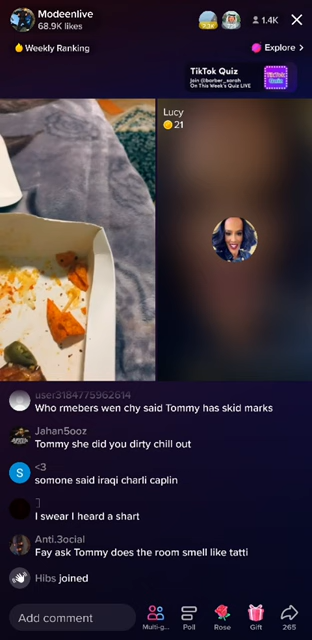 Modeenlive
68.9K likes
1.4K
Weekly Ranking
Explore >
TikTok Quiz
Join @barber_sarah
On This Week's Quiz LIVE
Lucy
21
user3184775962614
Who rmebers wen chy said Tommy has skid marks
Jahan5ooz
Tommy she did you dirty chill out
S
<3
somone said iraqi charli caplin
]
I swear I heard a shart
Anti.3ocial
Fay ask Tommy does the room smell like tatti
Hibs joined
Add comment
Multi-g...
Poll
Rose
Gift
265